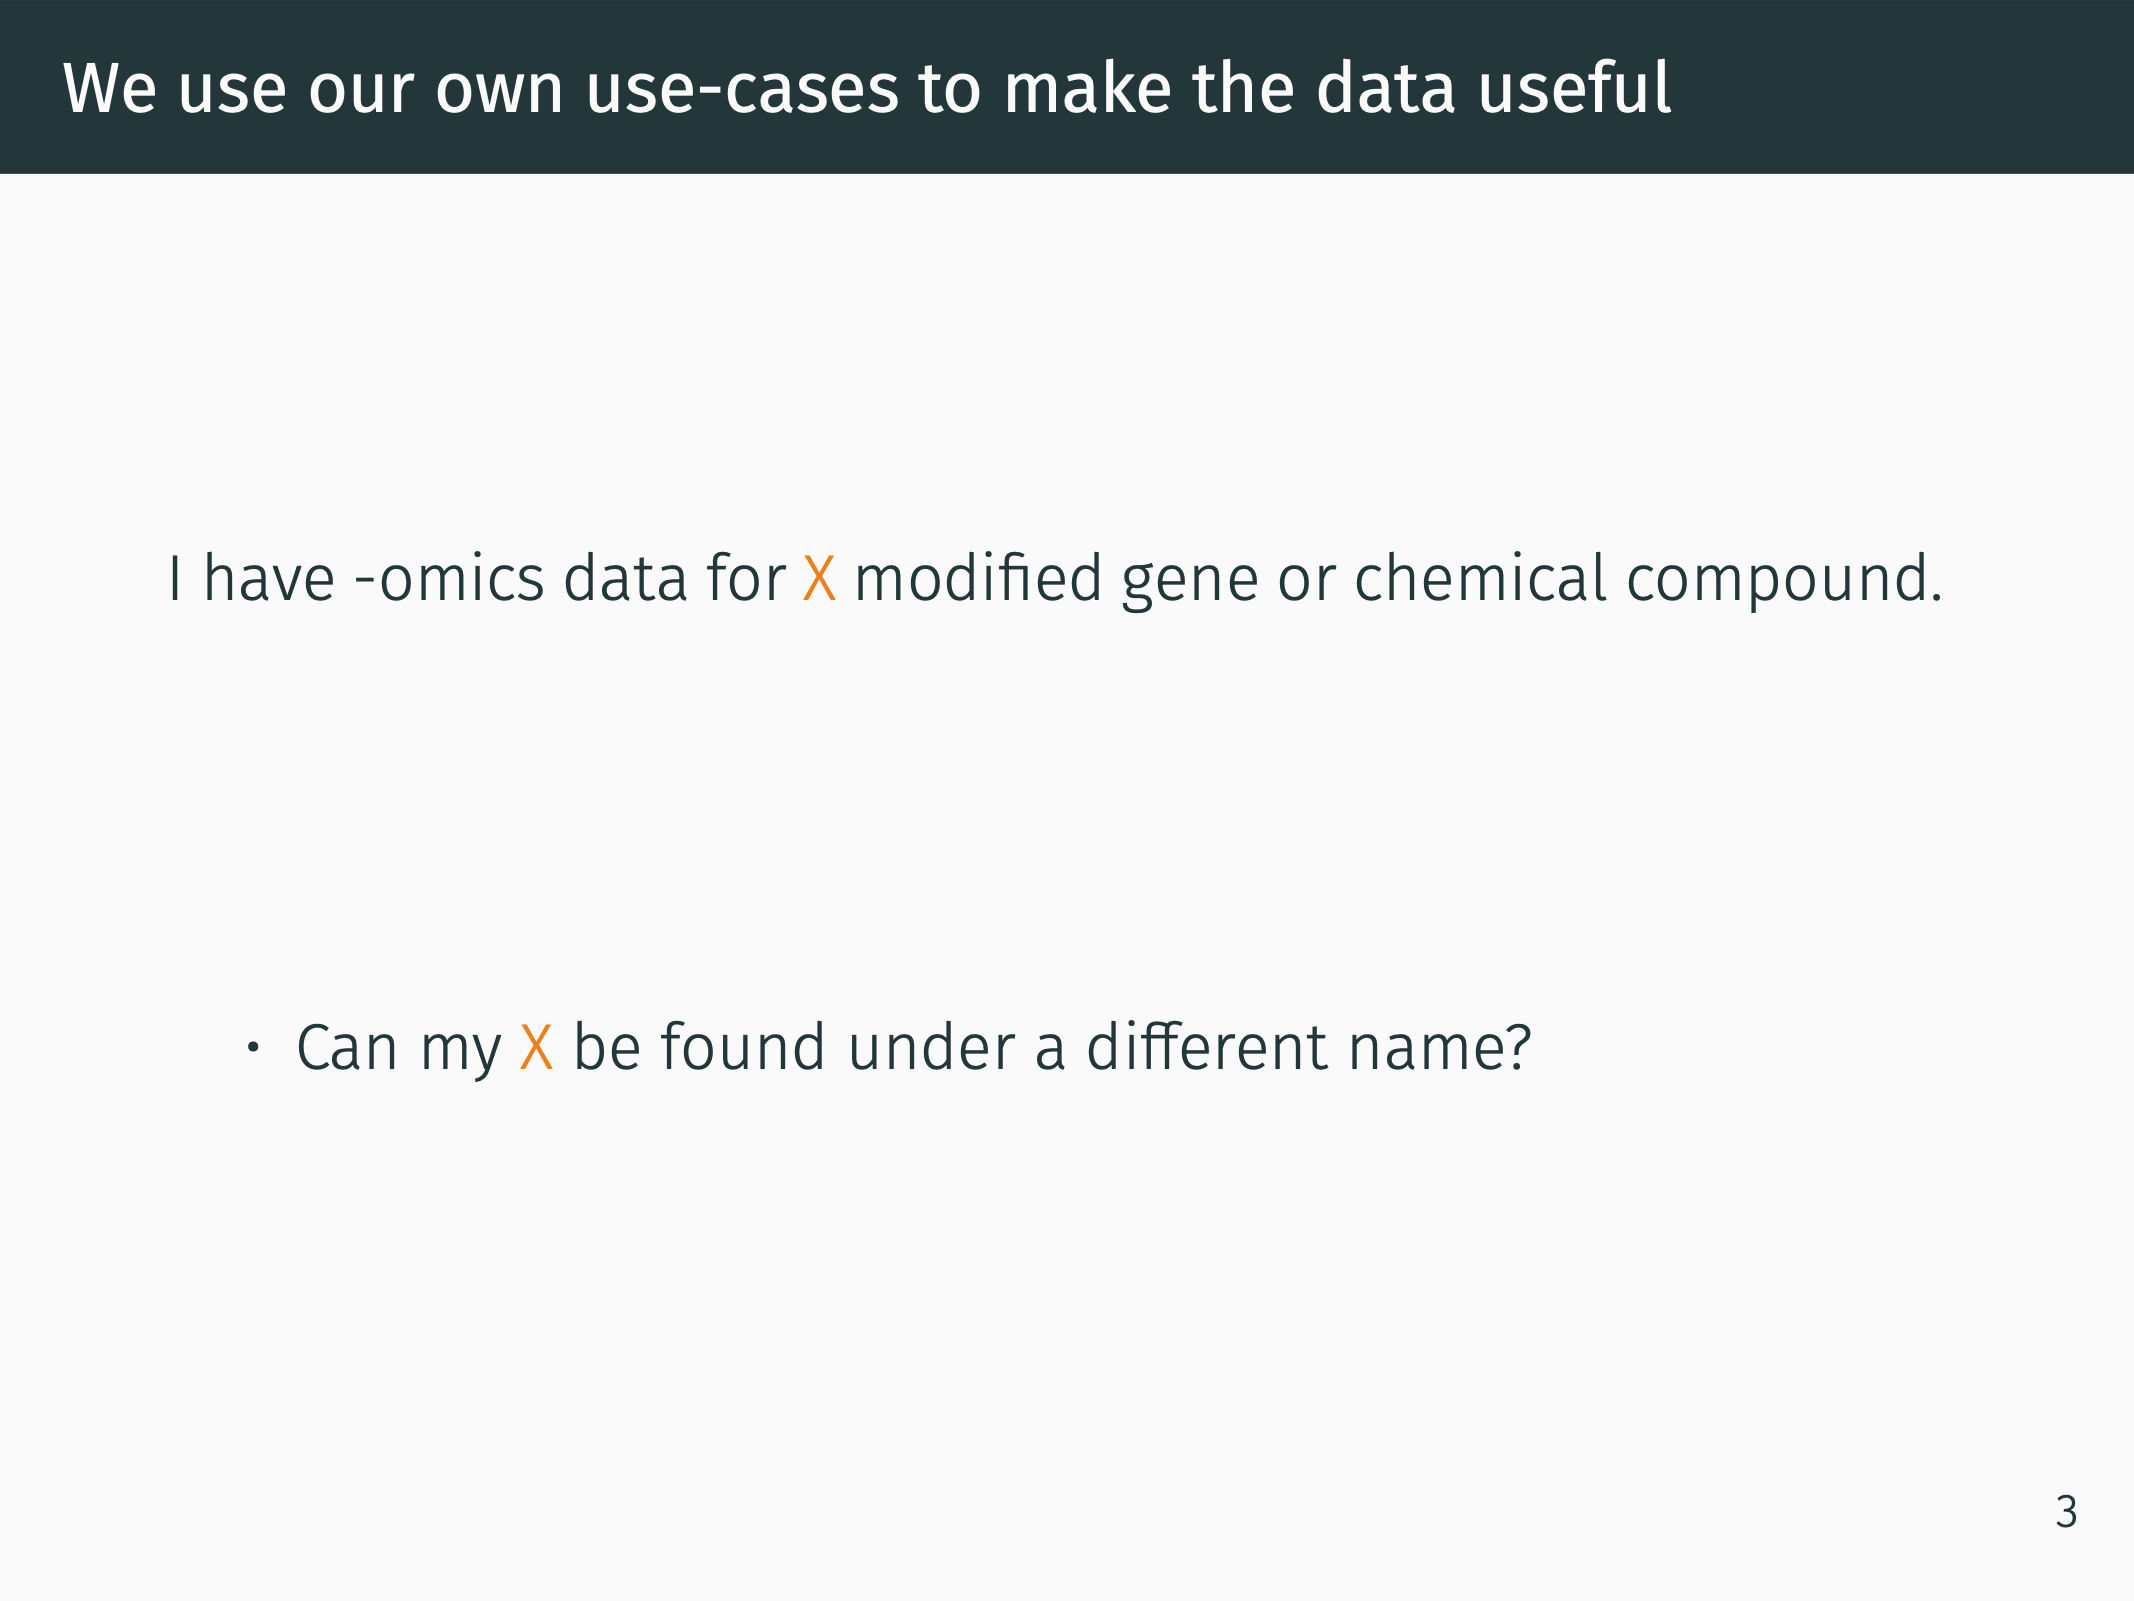 We use our own use-cases to make the data useful
I have -omics data for X modified gene or chemical compound.
• Can my X be found under a different name?
3